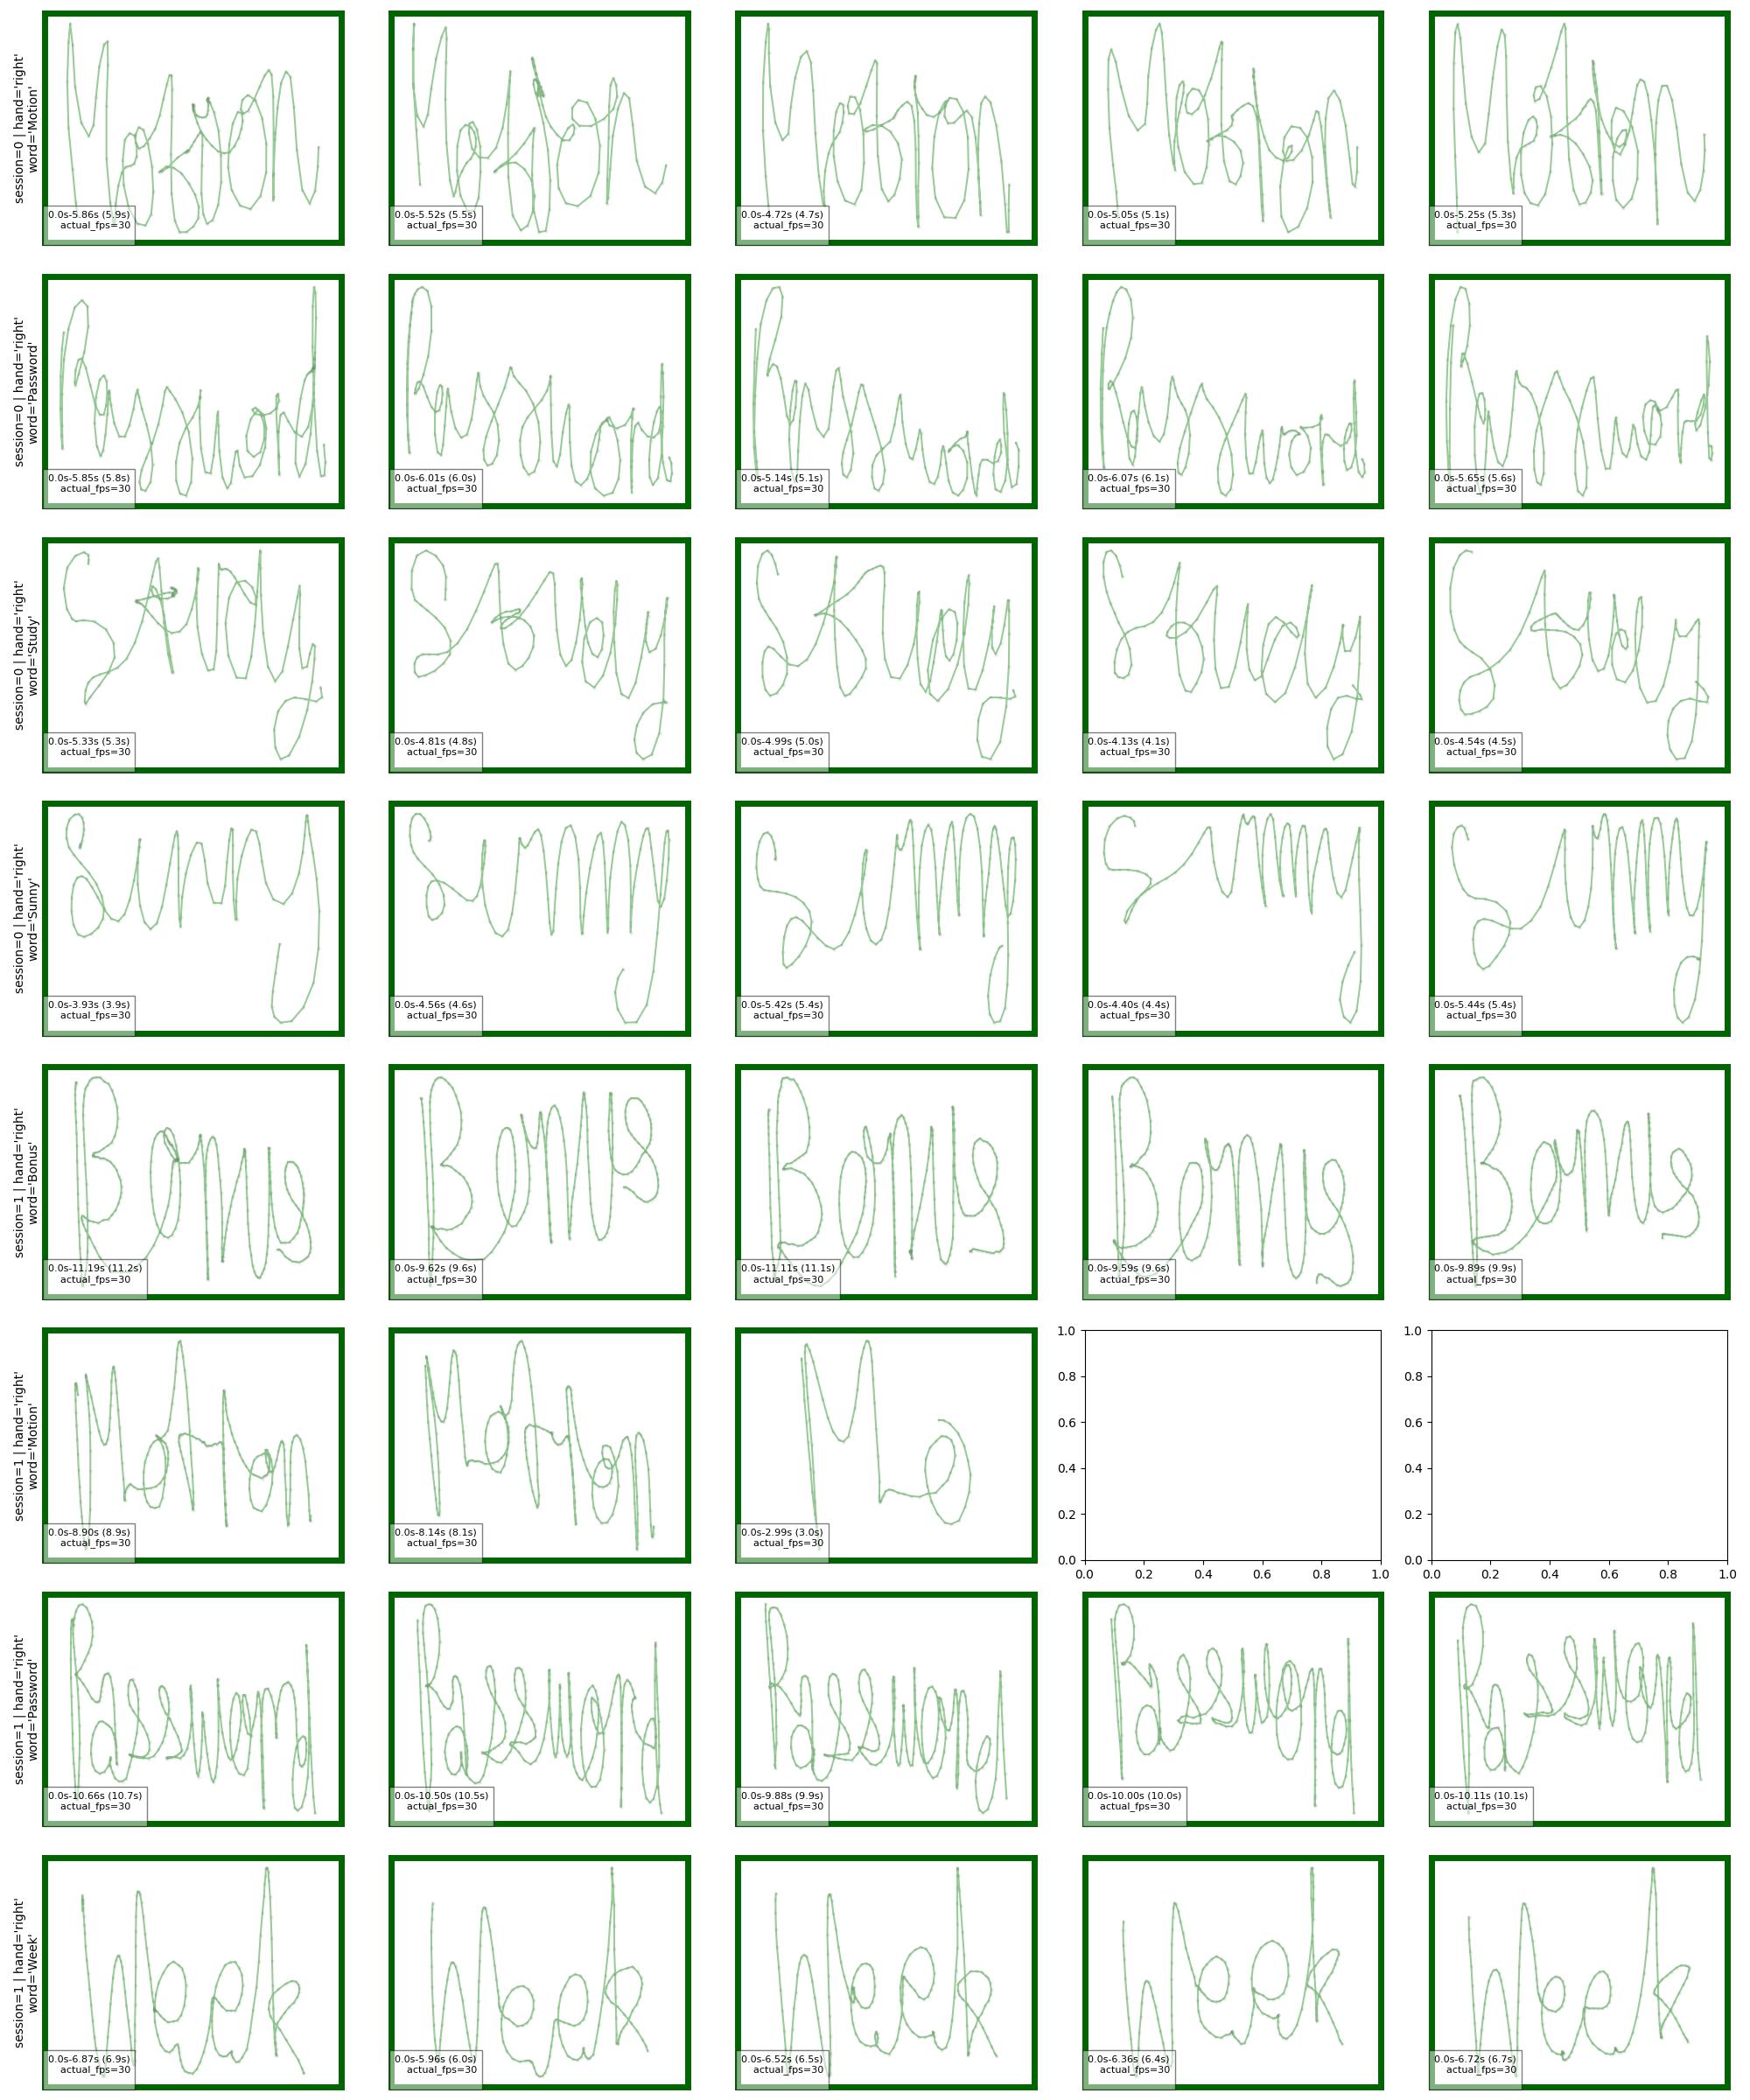 session=0 | hand='right'
word='Motion'
Motion Motion Motion Motion Motion
0.0s-5.86s (5.9s) 0.0s-5.52s (5.5s) 0.0s-4.72s (4.7s) 0.0s-5.05s (5.1s) 0.0s-5.25s (5.3s)
actual_fps=30 actual_fps=30 actual_fps=30 actual_fps=30 actual_fps=30
session=0 | hand='right'
word='Password'
Password Password Password Password Password
0.0s-5.85s (5.8s) 0.0s-6.01s (6.0s) 0.0s-5.14s (5.1s) 0.0s-6.07s (6.1s) 0.0s-5.65s (5.6s)
actual_fps=30 actual_fps=30 actual_fps=30 actual_fps=30 actual_fps=30
session=0 | hand='right'
word='Study'
Study Study Study Study Study
0.0s-5.33s (5.3s) 0.0s-4.81s (4.8s) 0.0s-4.99s (5.0s) 0.0s-4.13s (4.1s) 0.0s-4.54s (4.5s)
actual_fps=30 actual_fps=30 actual_fps=30 actual_fps=30 actual_fps=30
session=0 | hand='right'
word='Sunny'
Sunny Sunny Sunny Sunny Sunny
0.0s-3.93s (3.9s) 0.0s-4.56s (4.6s) 0.0s-5.42s (5.4s) 0.0s-4.40s (4.4s) 0.0s-5.44s (5.4s)
actual_fps=30 actual_fps=30 actual_fps=30 actual_fps=30 actual_fps=30
session=1 | hand='right'
word='Bonus'
Bonus Bonus Bonus Bonus Bonus
0.0s-11.19s (11.2s) 0.0s-9.62s (9.6s) 0.0s-11.11s (11.1s) 0.0s-9.59s (9.6s) 0.0s-9.89s (9.9s)
actual_fps=30 actual_fps=30 actual_fps=30 actual_fps=30 actual_fps=30
session=1 | hand='right'
word='Motion'
Motion Motion Mo
0.0s-8.90s (8.9s) 0.0s-8.14s (8.1s) 0.0s-2.99s (3.0s)
actual_fps=30 actual_fps=30 actual_fps=30
1.0 1.0
0.8 0.8
0.6 0.6
0.4 0.4
0.2 0.2
0.0 0.0
0.0 0.2 0.4 0.6 0.8 1.0 0.0 0.2 0.4 0.6 0.8 1.0
session=1 | hand='right'
word='Password'
Password Password Password Password Password
0.0s-10.66s (10.7s) 0.0s-10.50s (10.5s) 0.0s-9.88s (9.9s) 0.0s-10.00s (10.0s) 0.0s-10.11s (10.1s)
actual_fps=30 actual_fps=30 actual_fps=30 actual_fps=30 actual_fps=30
session=1 | hand='right'
word='Week'
Week Week Week Week Week
0.0s-6.87s (6.9s) 0.0s-5.96s (6.0s) 0.0s-6.52s (6.5s) 0.0s-6.36s (6.4s) 0.0s-6.72s (6.7s)
actual_fps=30 actual_fps=30 actual_fps=30 actual_fps=30 actual_fps=30